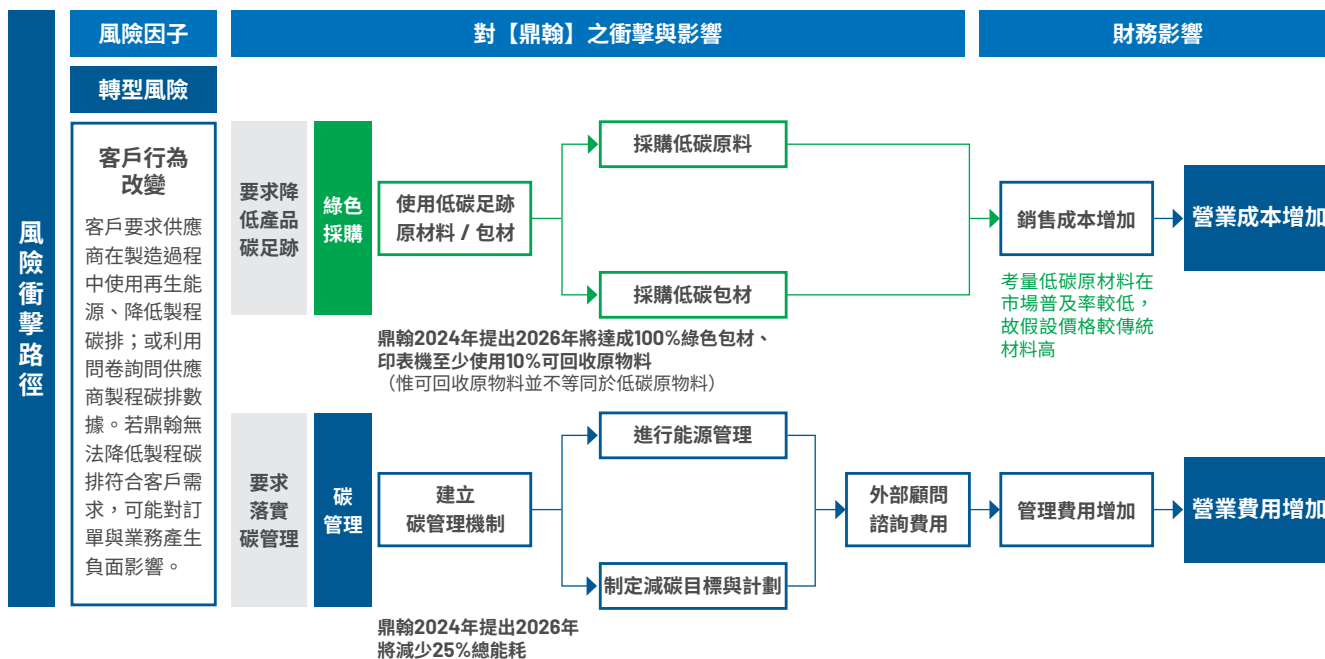 風險衝擊路徑
風險因子
對【鼎翰】之衝擊與影響
財務影響
轉型風險
客戶行為
改變
客戶要求供應
商在製造過程
中使用再生能
源、降低製程
碳排；或利用
問卷詢問供應
商製程碳排數
據。若鼎翰無
法降低製程碳
排符合客戶需
求，可能對訂
單與業務產生
負面影響。
要求降
低產品
碳足跡
綠色
採購
使用低碳足跡
原材料 / 包材
採購低碳原料
採購低碳包材
銷售成本增加
營業成本增加
考量低碳原材料在
市場普及率較低，
故假設價格較傳統
材料高
鼎翰2024年提出2026年將達成100%綠色包材、
印表機至少使用10%可回收原物料
（惟可回收原物料並不等同於低碳原物料）
要求
落實
碳管理
碳
管理
建立
碳管理機制
進行能源管理
制定減碳目標與計劃
外部顧問
諮詢費用
管理費用增加
營業費用增加
鼎翰2024年提出2026年
將減少25%總能耗